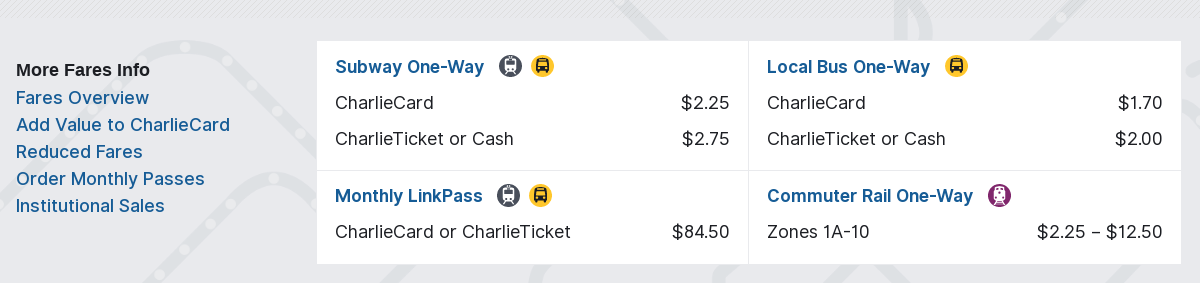 More Fares Info
Fares Overview
Add Value to CharlieCard
Reduced Fares
Order Monthly Passes
Institutional Sales
Subway One-Way
CharlieCard $2.25
CharlieTicket or Cash $2.75
Local Bus One-Way
CharlieCard $1.70
CharlieTicket or Cash $2.00
Monthly LinkPass
CharlieCard or CharlieTicket $84.50
Commuter Rail One-Way
Zones 1A-10 $2.25 – $12.50